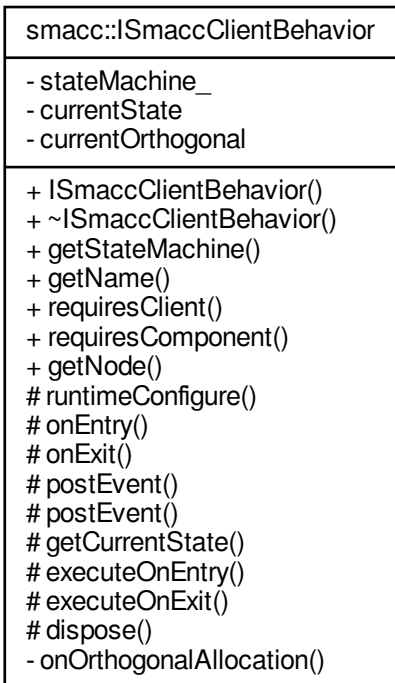 smacc::ISmaccClientBehavior
- stateMachine_
- currentState
- currentOrthogonal
+ ISmaccClientBehavior()
+ ~ISmaccClientBehavior()
+ getStateMachine()
+ getName()
+ requiresClient()
+ requiresComponent()
+ getNode()
# runtimeConfigure()
# onEntry()
# onExit()
# postEvent()
# postEvent()
# getCurrentState()
# executeOnEntry()
# executeOnExit()
# dispose()
- onOrthogonalAllocation()